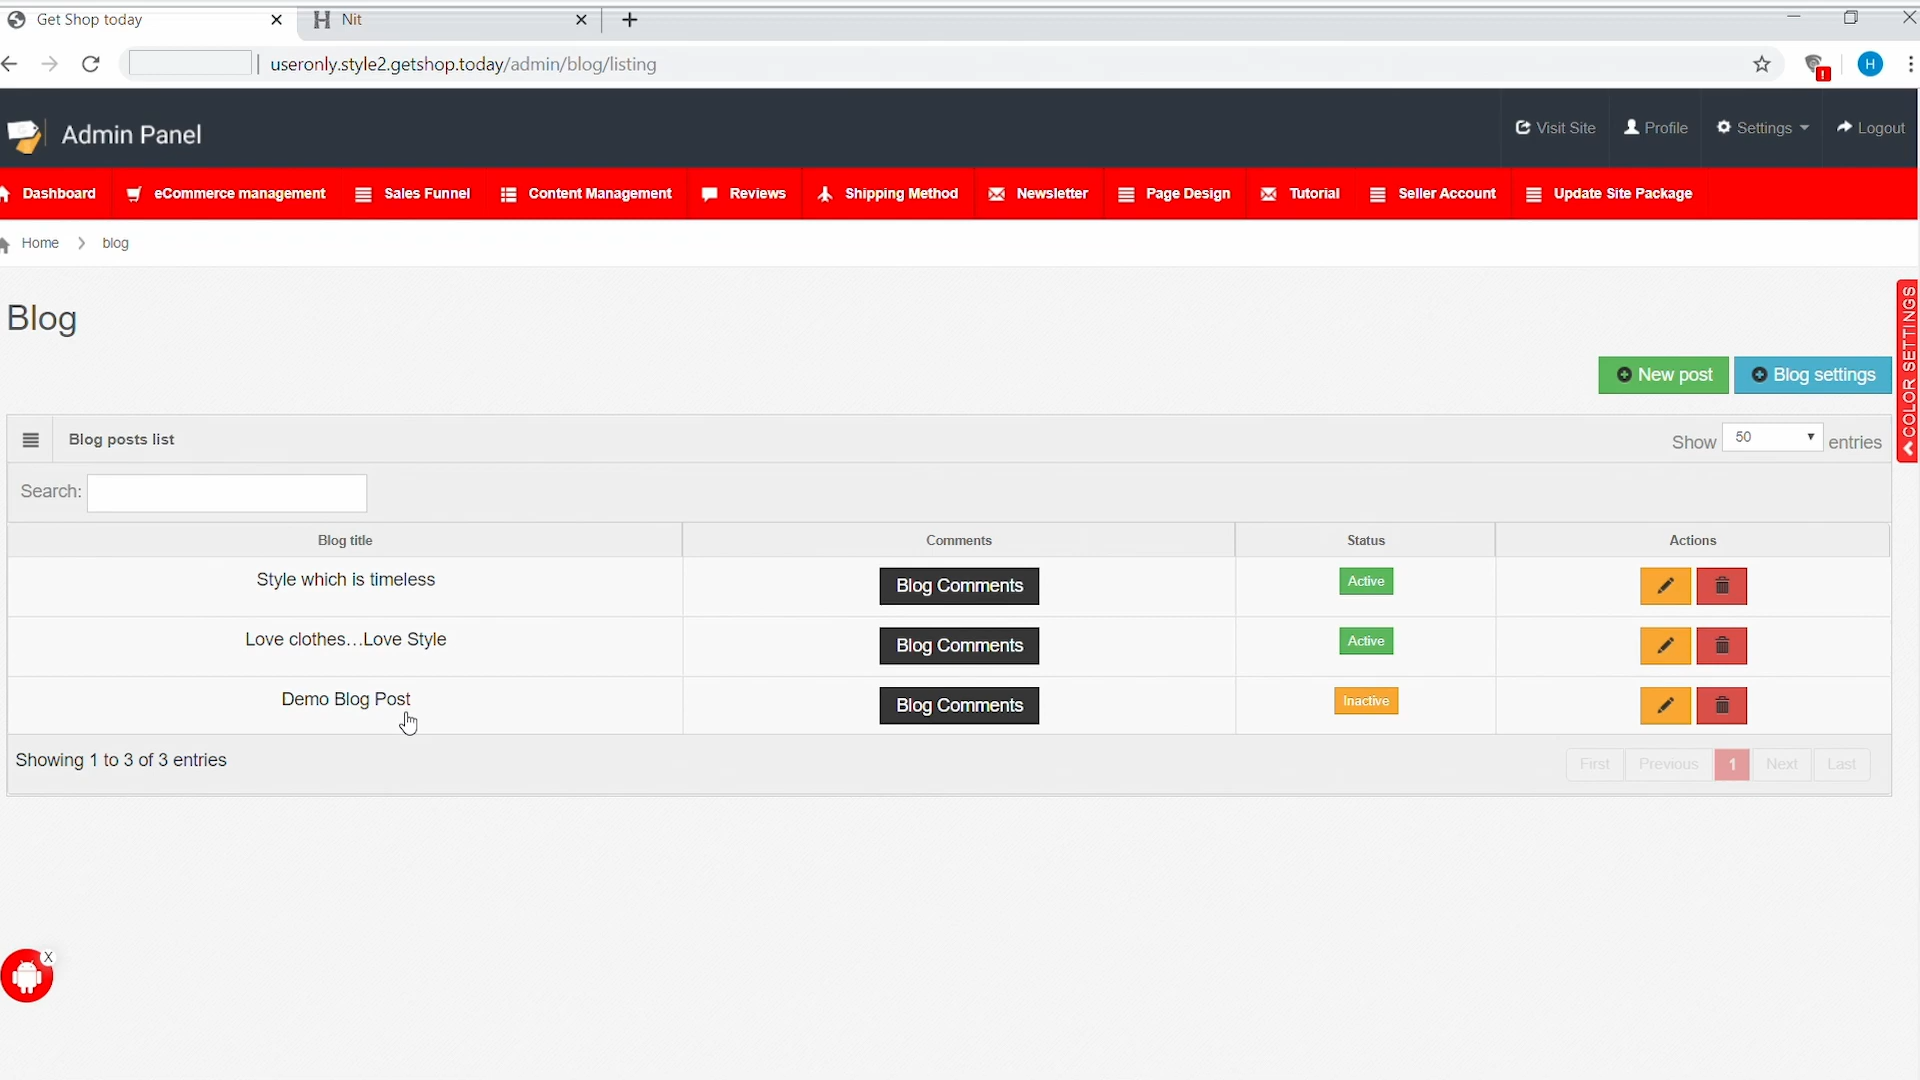 Get Shop today
Nit
useronly.style2.getshop.today/admin/blog/listing
H
Admin Panel
Visit Site
Profile
Settings
Logout
Dashboard
eCommerce management
Sales Funnel
Content Management
Reviews
Shipping Method
Newsletter
Page Design
Tutorial
Seller Account
Update Site Package
Home
blog
Blog
COLOR SETTINGS
New post
Blog settings
Blog posts list
Show 50 entries
Search:
Blog title
Comments
Status
Actions
Style which is timeless
Blog Comments
Active
Love clothes...Love Style
Blog Comments
Active
Demo Blog Post
Blog Comments
Inactive
Showing 1 to 3 of 3 entries
First
Previous
1
Next
Last
X